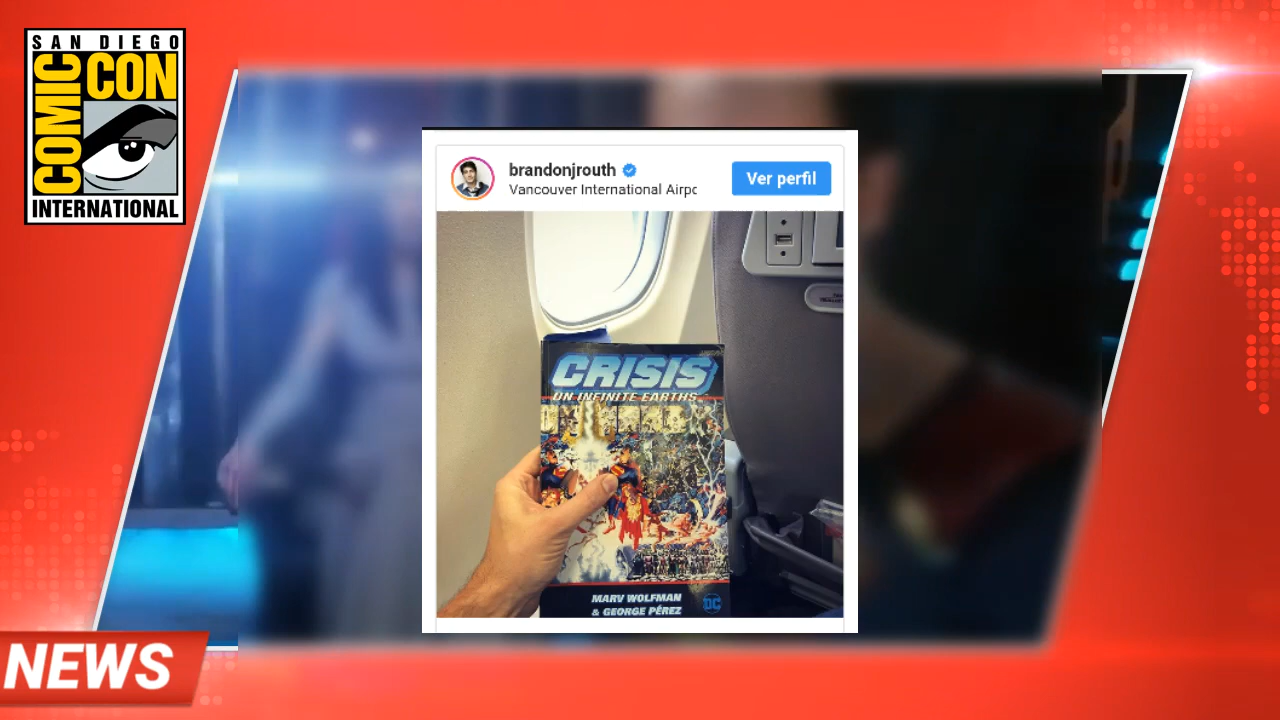 SAN DIEGO
COMIC
CON
INTERNATIONAL
brandonjrouth
Vancouver International Airpo
Ver perfil
CRISIS
ON INFINITE EARTHS
MARV WOLFMAN
& GEORGE PÉREZ
DC
NEWS